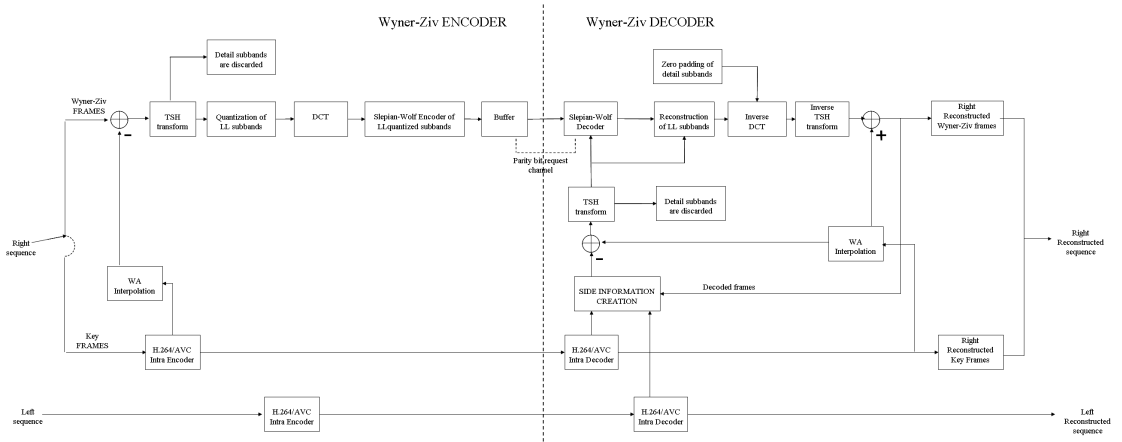 Wyner-Ziv ENCODER
Wyner-Ziv DECODER
Detail subbands
are discarded
Zero padding of
detail subbands
Wyner-Ziv
FRAMES
-
TSH
transform
Quantization of
LL subbands
DCT
Slepian-Wolf Encoder of
LLquantized subbands
Buffer
Slepian-Wolf
Decoder
Reconstruction
of LL subbands
Inverse
DCT
Inverse
TSH
transform
+
Right
Reconstructed
Wyner-Ziv frames
Parity bit request
channel
TSH
transform
Detail subbands
are discarded
Right
sequence
-
WA
Interpolation
Right
Reconstructed
sequence
WA
Interpolation
SIDE INFORMATION
CREATION
Decoded frames
Key
FRAMES
H.264/AVC
Intra Encoder
H.264/AVC
Intra Decoder
Right
Reconstructed
Key Frames
Left
sequence
H.264/AVC
Intra Encoder
H.264/AVC
Intra Decoder
Left
Reconstructed
sequence